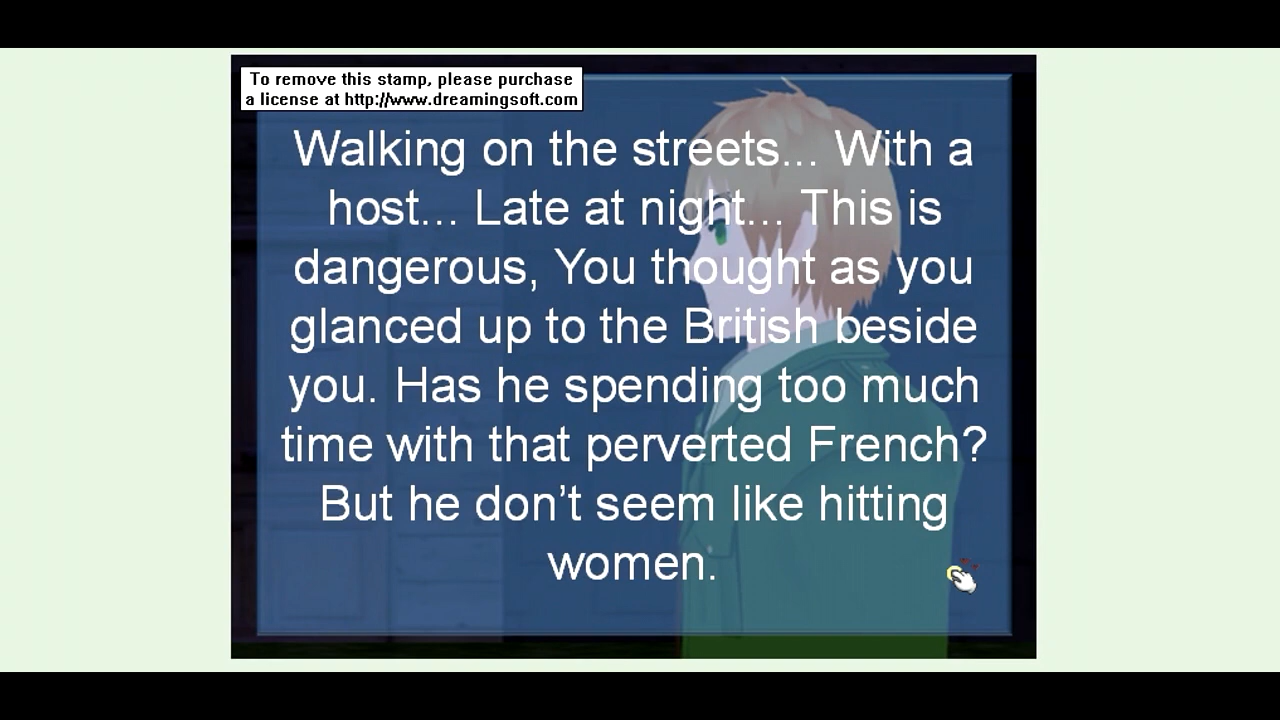 To remove this stamp, please purchase
a license at http://www.dreamingsoft.com
Walking on the streets... With a
host... Late at night... This is
dangerous, You thought as you
glanced up to the British beside
you. Has he spending too much
time with that perverted French?
But he don’t seem like hitting
women.